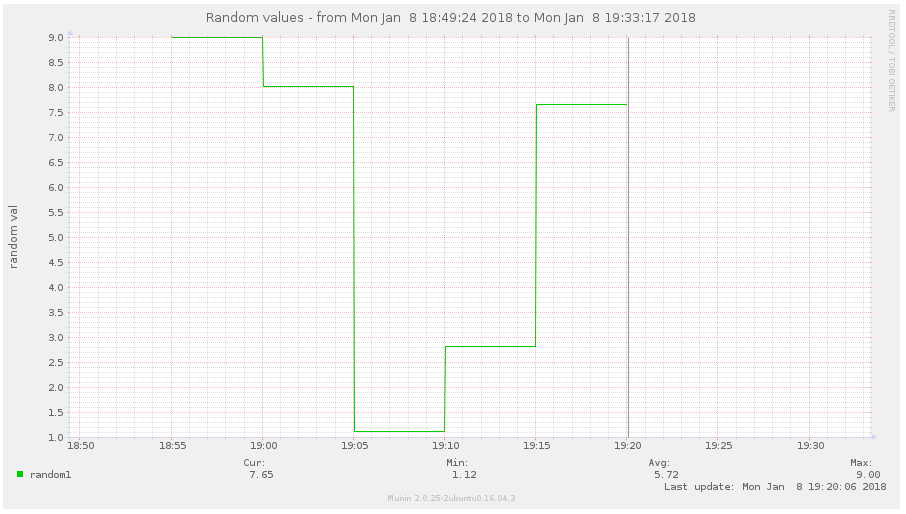 Random values - from Mon Jan  8 18:49:24 2018 to Mon Jan  8 19:33:17 2018
RRDTOOL / TOBI OETIKER
random val
9.0
8.5
8.0
7.5
7.0
6.5
6.0
5.5
5.0
4.5
4.0
3.5
3.0
2.5
2.0
1.5
1.0
18:50 18:55 19:00 19:05 19:10 19:15 19:20 19:25 19:30
Cur: Min: Avg: Max:
random1 7.65 1.12 5.72 9.00
Last update: Mon Jan  8 19:20:06 2018
Munin 2.0.25-2ubuntu0.16.04.3